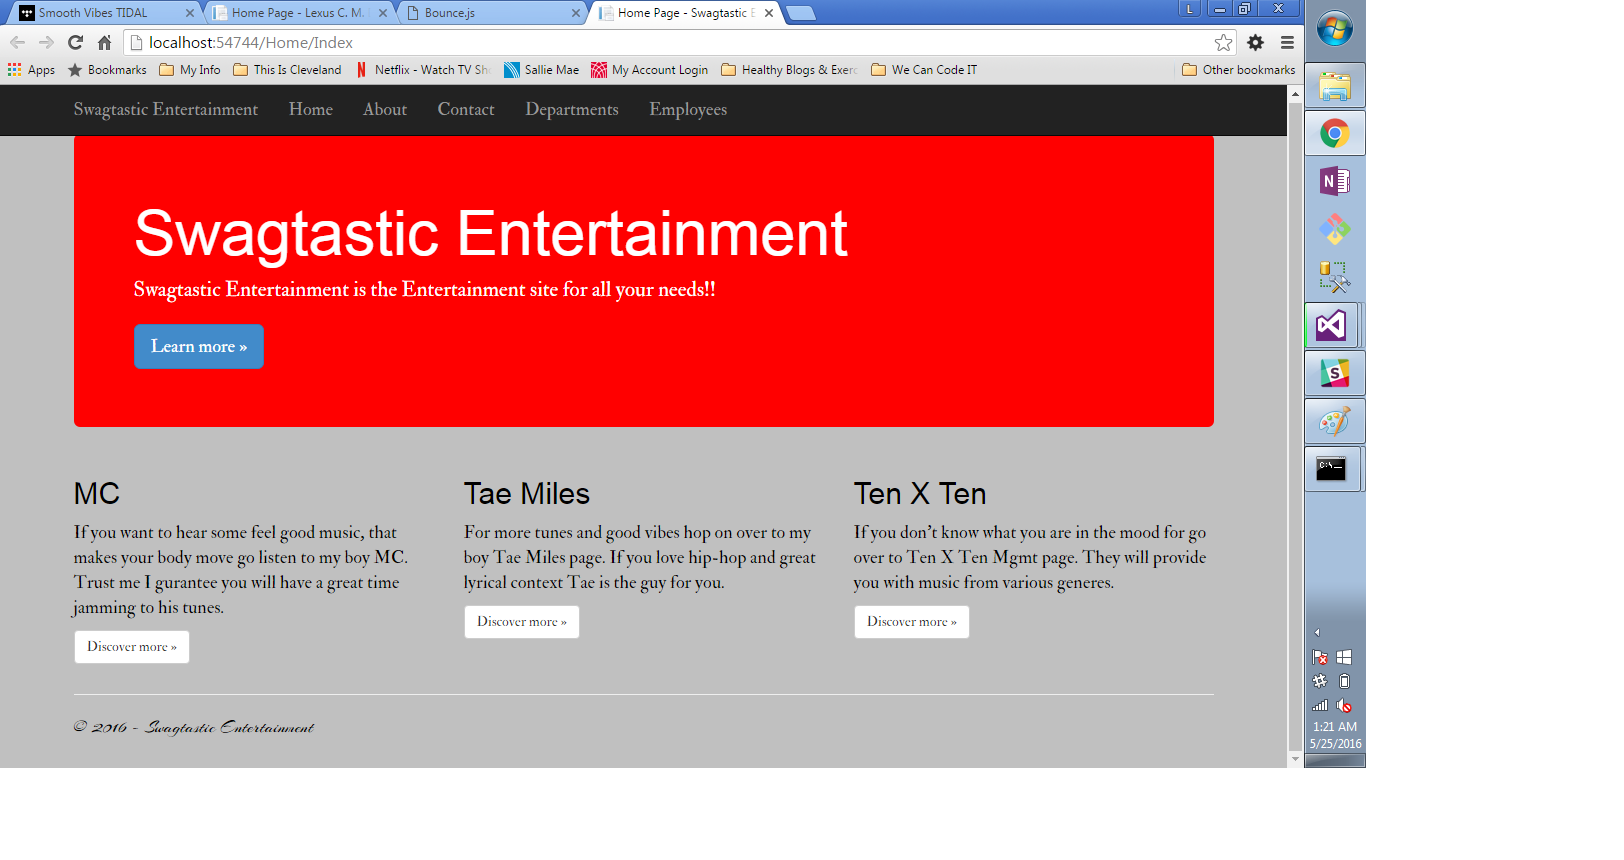 Smooth Vibes TIDAL
Home Page - Lexus C. M.
Bounce.js
Home Page - Swagtastic E
L
localhost:54744/Home/Index
Apps
Bookmarks
My Info
This Is Cleveland
Netflix - Watch TV Sh
Sallie Mae
My Account Login
Healthy Blogs & Exerc
We Can Code IT
Other bookmarks
Swagtastic Entertainment
Home
About
Contact
Departments
Employees
Swagtastic Entertainment
Swagtastic Entertainment is the Entertainment site for all your needs!!
Learn more »
MC
If you want to hear some feel good music, that
makes your body move go listen to my boy MC.
Trust me I gurantee you will have a great time
jamming to his tunes.
Discover more »
Tae Miles
For more tunes and good vibes hop on over to my
boy Tae Miles page. If you love hip-hop and great
lyrical context Tae is the guy for you.
Discover more »
Ten X Ten
If you don't know what you are in the mood for go
over to Ten X Ten Mgmt page. They will provide
you with music from various generes.
Discover more »
© 2016 - Swagtastic Entertainment
N
S
C:\_
1:21 AM
5/25/2016